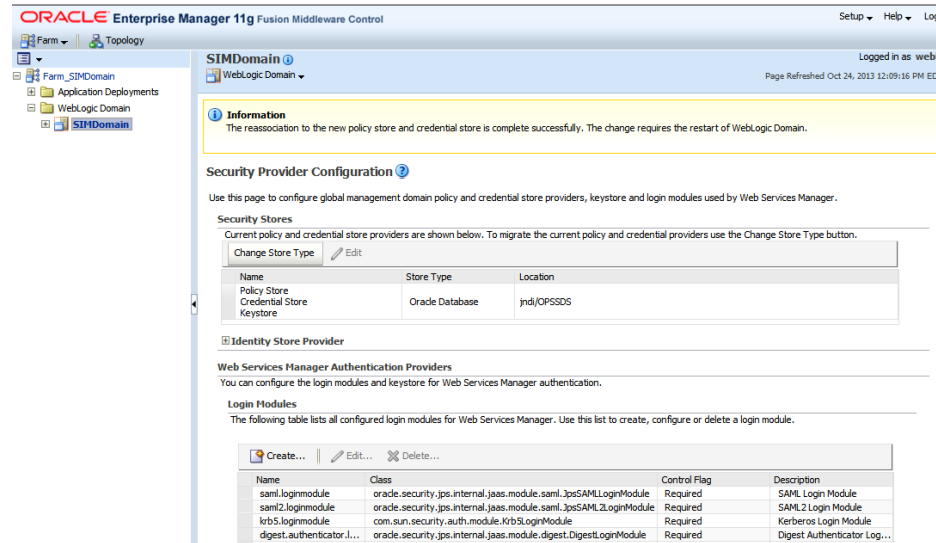 ORACLE Enterprise Manager 11g Fusion Middleware Control
Setup Help
Farm Topology
SIMDomain
Logged in as
WebLogic Domain
Page Refreshed Oct 24, 2013 12:09:16 PM
Farm_SIMDomain
Application Deployments
WebLogic Domain
SIMDomain
Information
The reassociation to the new policy store and credential store is complete successfully. The change requires the restart of WebLogic Domain.
Security Provider Configuration
Use this page to configure global management domain policy and credential store providers, keystore and login modules used by Web Services Manager.
Security Stores
Current policy and credential store providers are shown below. To migrate the current policy and credential providers use the Change Store Type button.
Change Store Type Edit
Name Store Type Location
Policy Store
Credential Store Oracle Database jndi/OPSSDS
Keystore
Identity Store Provider
Web Services Manager Authentication Providers
You can configure the login modules and keystore for Web Services Manager authentication.
Login Modules
The following table lists all configured login modules for Web Services Manager. Use this list to create, configure or delete a login module.
Create... Edit... Delete...
Name Class Control Flag Description
saml.loginmodule oracle.security.jps.internal.jaas.module.saml.JpsSAMLLoginModule Required SAML Login Module
saml2.loginmodule oracle.security.jps.internal.jaas.module.saml.JpsSAML2LoginModule Required SAML2 Login Module
krb5.loginmodule com.sun.security.auth.module.Krb5LoginModule Required Kerberos Login Module
digest.authenticator.l... oracle.security.jps.internal.jaas.module.digest.DigestLoginModule Required Digest Authenticator Log...